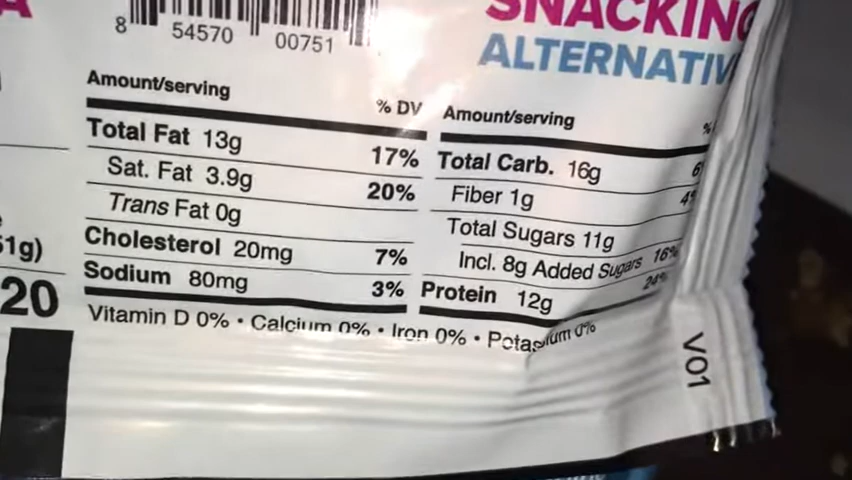 SNACKING
ALTERNATIV
8 54570 00751
Amount/serving % DV
Total Fat 13g 17%
Sat. Fat 3.9g 20%
Trans Fat 0g
Cholesterol 20mg 7%
Sodium 80mg 3%
Amount/serving %
Total Carb. 16g 6
Fiber 1g 4%
Total Sugars 11g
Incl. 8g Added Sugars 16%
Protein 12g 24%
51g)
20
Vitamin D 0% • Calcium 0% • Iron 0% • Potassium 0%
V01